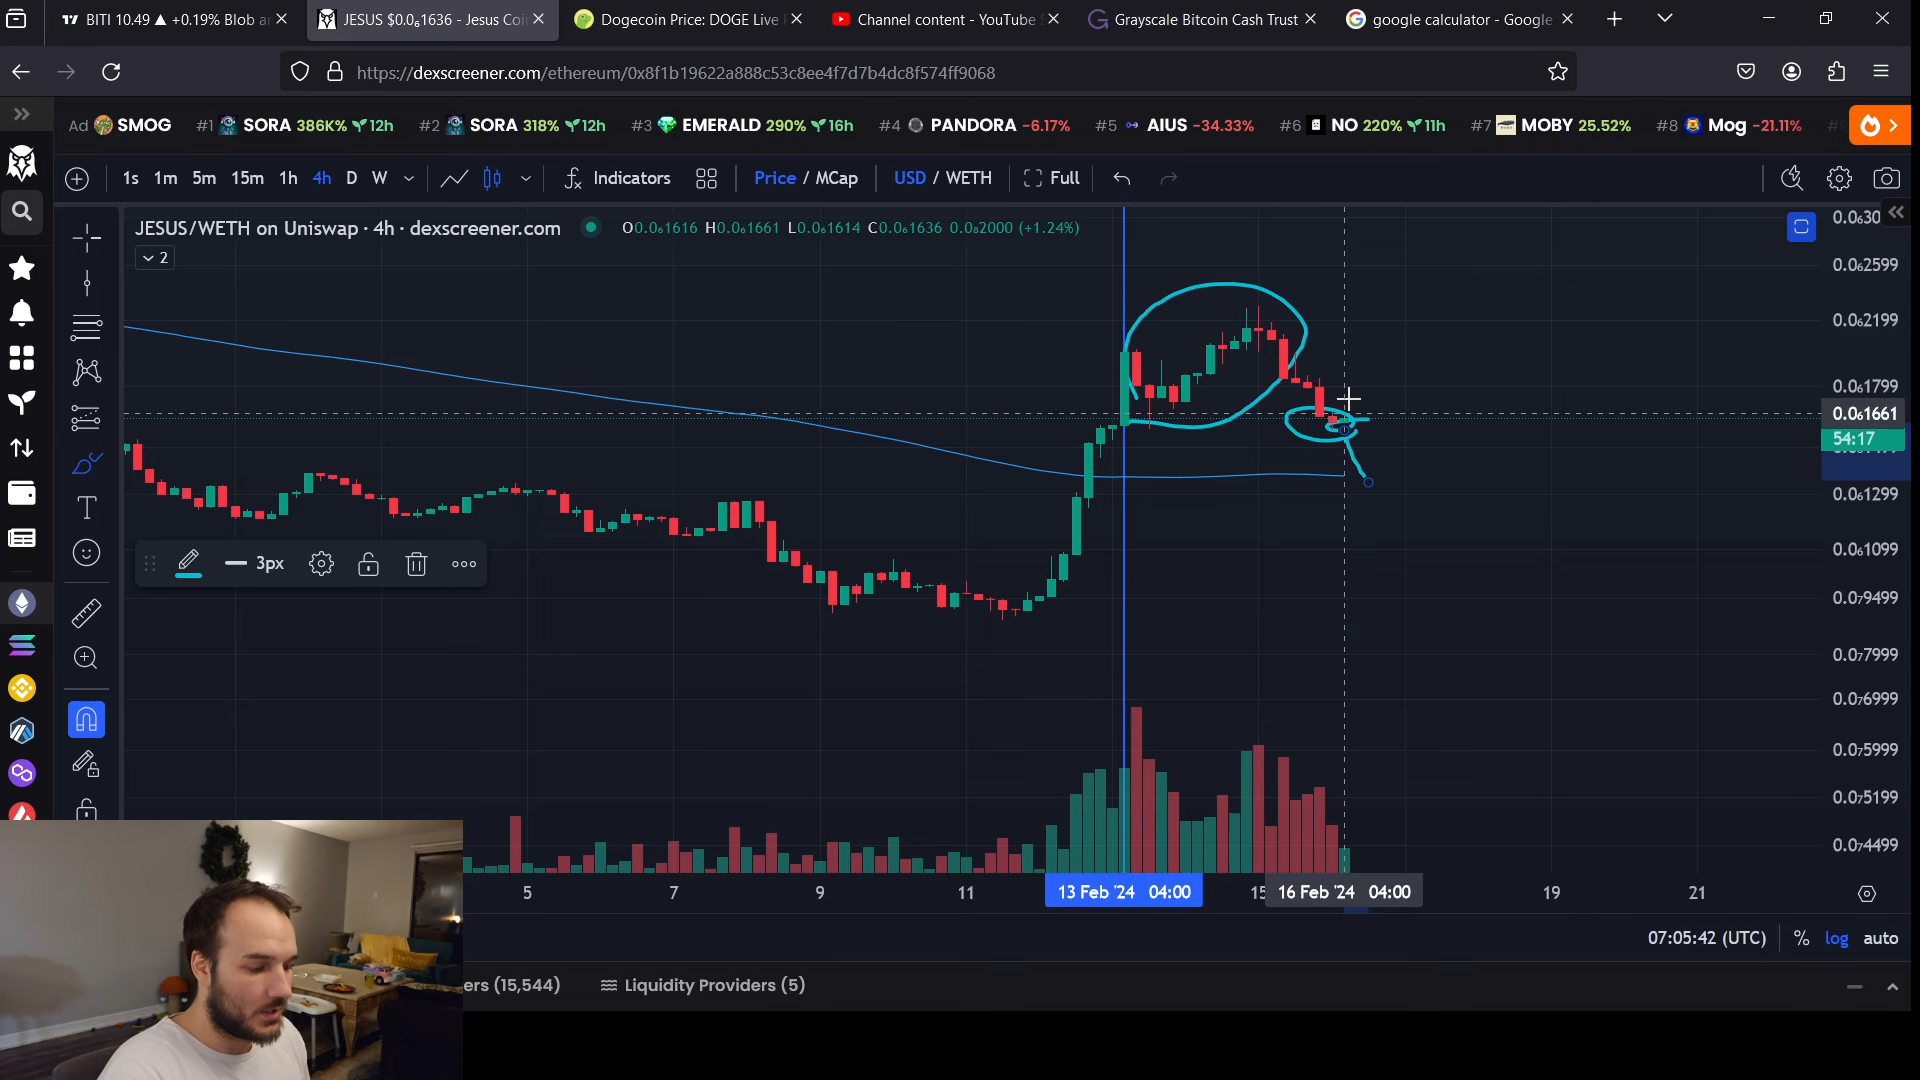 BITI 10.49 ▲ +0.19% Blob a
JESUS $0.0₆1636 - Jesus Coi
Dogecoin Price: DOGE Live
Channel content - YouTube
Grayscale Bitcoin Cash Trust
google calculator - Google
https://dexscreener.com/ethereum/0x8f1b19622a888c53c8ee4f7d7b4dc8f574ff9068
Ad SMOG #1 SORA 386K% 12h #2 SORA 318% 12h #3 EMERALD 290% 16h #4 PANDORA -6.17% #5 AIUS -34.33% #6 NO 220% 11h #7 MOBY 25.52% #8 Mog -21.11%
1s 1m 5m 15m 1h 4h D W Indicators Price / MCap USD / WETH Full
JESUS/WETH on Uniswap · 4h · dexscreener.com O0.0₆1616 H0.0₆1661 L0.0₆1614 C0.0₆1636 0.0₈2000 (+1.24%)
2
0.0₆30
0.0₆2599
0.0₆2199
0.0₆1799
0.0₆1661
54:17
0.0₆1299
0.0₆1099
0.0₇9499
0.0₇7999
0.0₇6999
0.0₇5999
0.0₇5199
0.0₇4499
3px
5 7 9 11 13 Feb '24 04:00 15 16 Feb '24 04:00 19 21
07:05:42 (UTC) % log auto
ers (15,544) Liquidity Providers (5)